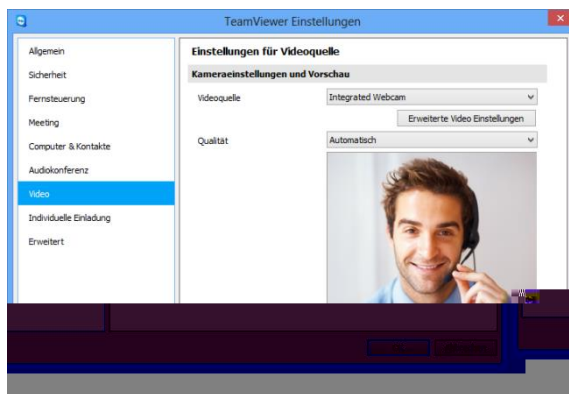 TeamViewer Einstellungen
Allgemein
Sicherheit
Fernsteuerung
Meeting
Computer & Kontakte
Audiokonferenz
Video
Individuelle Einladung
Erweitert
Einstellungen für Videoquelle
Kameraeinstellungen und Vorschau
Videoquelle
Integrated Webcam
Erweiterte Video Einstellungen
Qualität
Automatisch